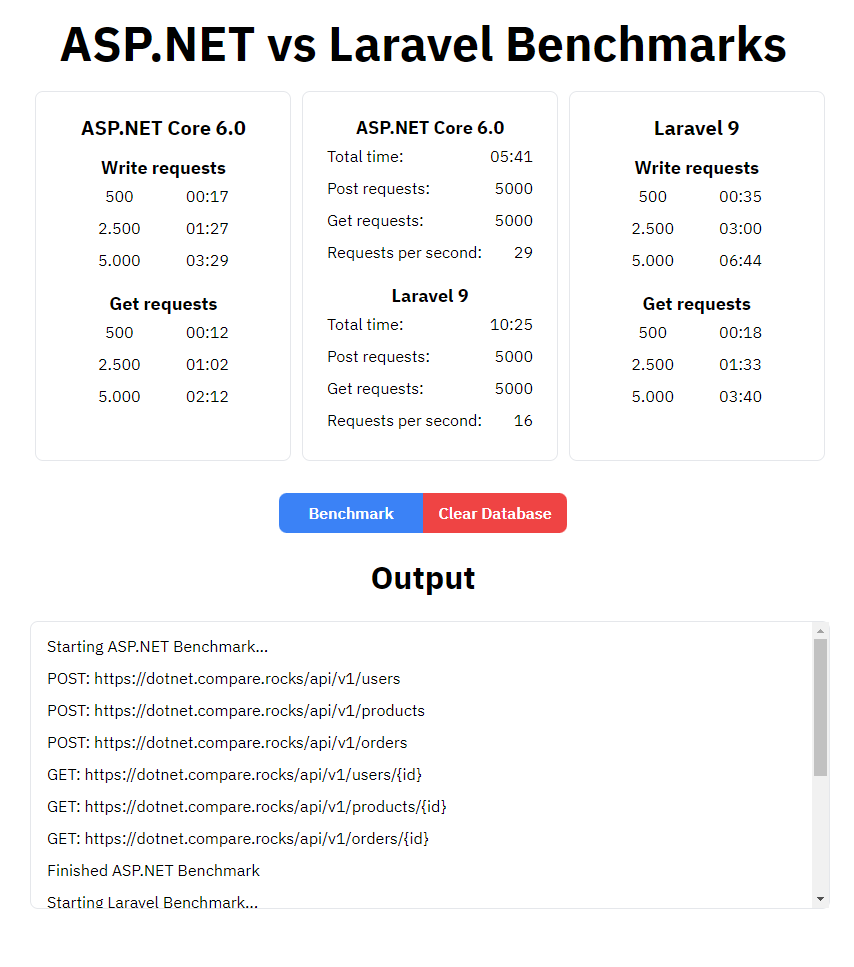 ASP.NET vs Laravel Benchmarks
ASP.NET Core 6.0
Write requests
500 00:17
2.500 01:27
5.000 03:29
Get requests
500 00:12
2.500 01:02
5.000 02:12
ASP.NET Core 6.0
Total time: 05:41
Post requests: 5000
Get requests: 5000
Requests per second: 29
Laravel 9
Total time: 10:25
Post requests: 5000
Get requests: 5000
Requests per second: 16
Laravel 9
Write requests
500 00:35
2.500 03:00
5.000 06:44
Get requests
500 00:18
2.500 01:33
5.000 03:40
Benchmark Clear Database
Output
Starting ASP.NET Benchmark...
POST: https://dotnet.compare.rocks/api/v1/users
POST: https://dotnet.compare.rocks/api/v1/products
POST: https://dotnet.compare.rocks/api/v1/orders
GET: https://dotnet.compare.rocks/api/v1/users/{id}
GET: https://dotnet.compare.rocks/api/v1/products/{id}
GET: https://dotnet.compare.rocks/api/v1/orders/{id}
Finished ASP.NET Benchmark
Starting Laravel Benchmark...